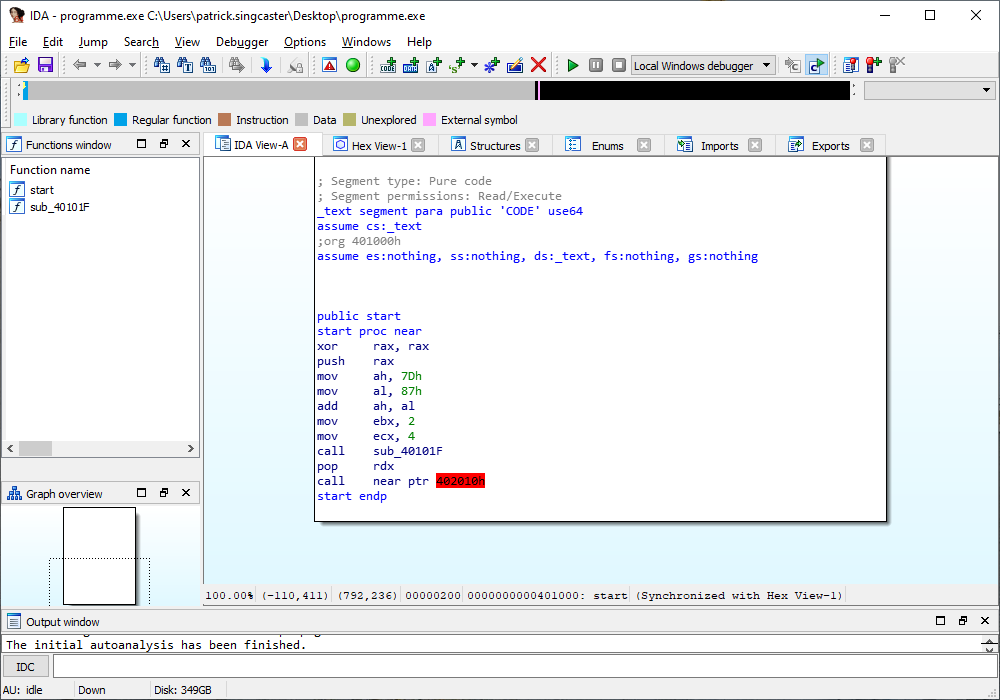 IDA - programme.exe C:\Users\patrick.singcaster\Desktop\programme.exe
File Edit Jump Search View Debugger Options Windows Help
Local Windows debugger
Library function Regular function Instruction Data Unexplored External symbol
Functions window
IDA View-A Hex View-1 Structures Enums Imports Exports
Function name
start
sub_40101F
; Segment type: Pure code
; Segment permissions: Read/Execute
_text segment para public 'CODE' use64
assume cs:_text
;org 401000h
assume es:nothing, ss:nothing, ds:_text, fs:nothing, gs:nothing
public start
start proc near
xor rax, rax
push rax
mov ah, 7Dh
mov al, 87h
add ah, al
mov ebx, 2
mov ecx, 4
call sub_40101F
pop rdx
call near ptr 402010h
start endp
Graph overview
100.00% (-110,411) (792,236) 00000200 0000000000401000: start (Synchronized with Hex View-1)
Output window
The initial autoanalysis has been finished.
IDC
AU: idle Down Disk: 349GB